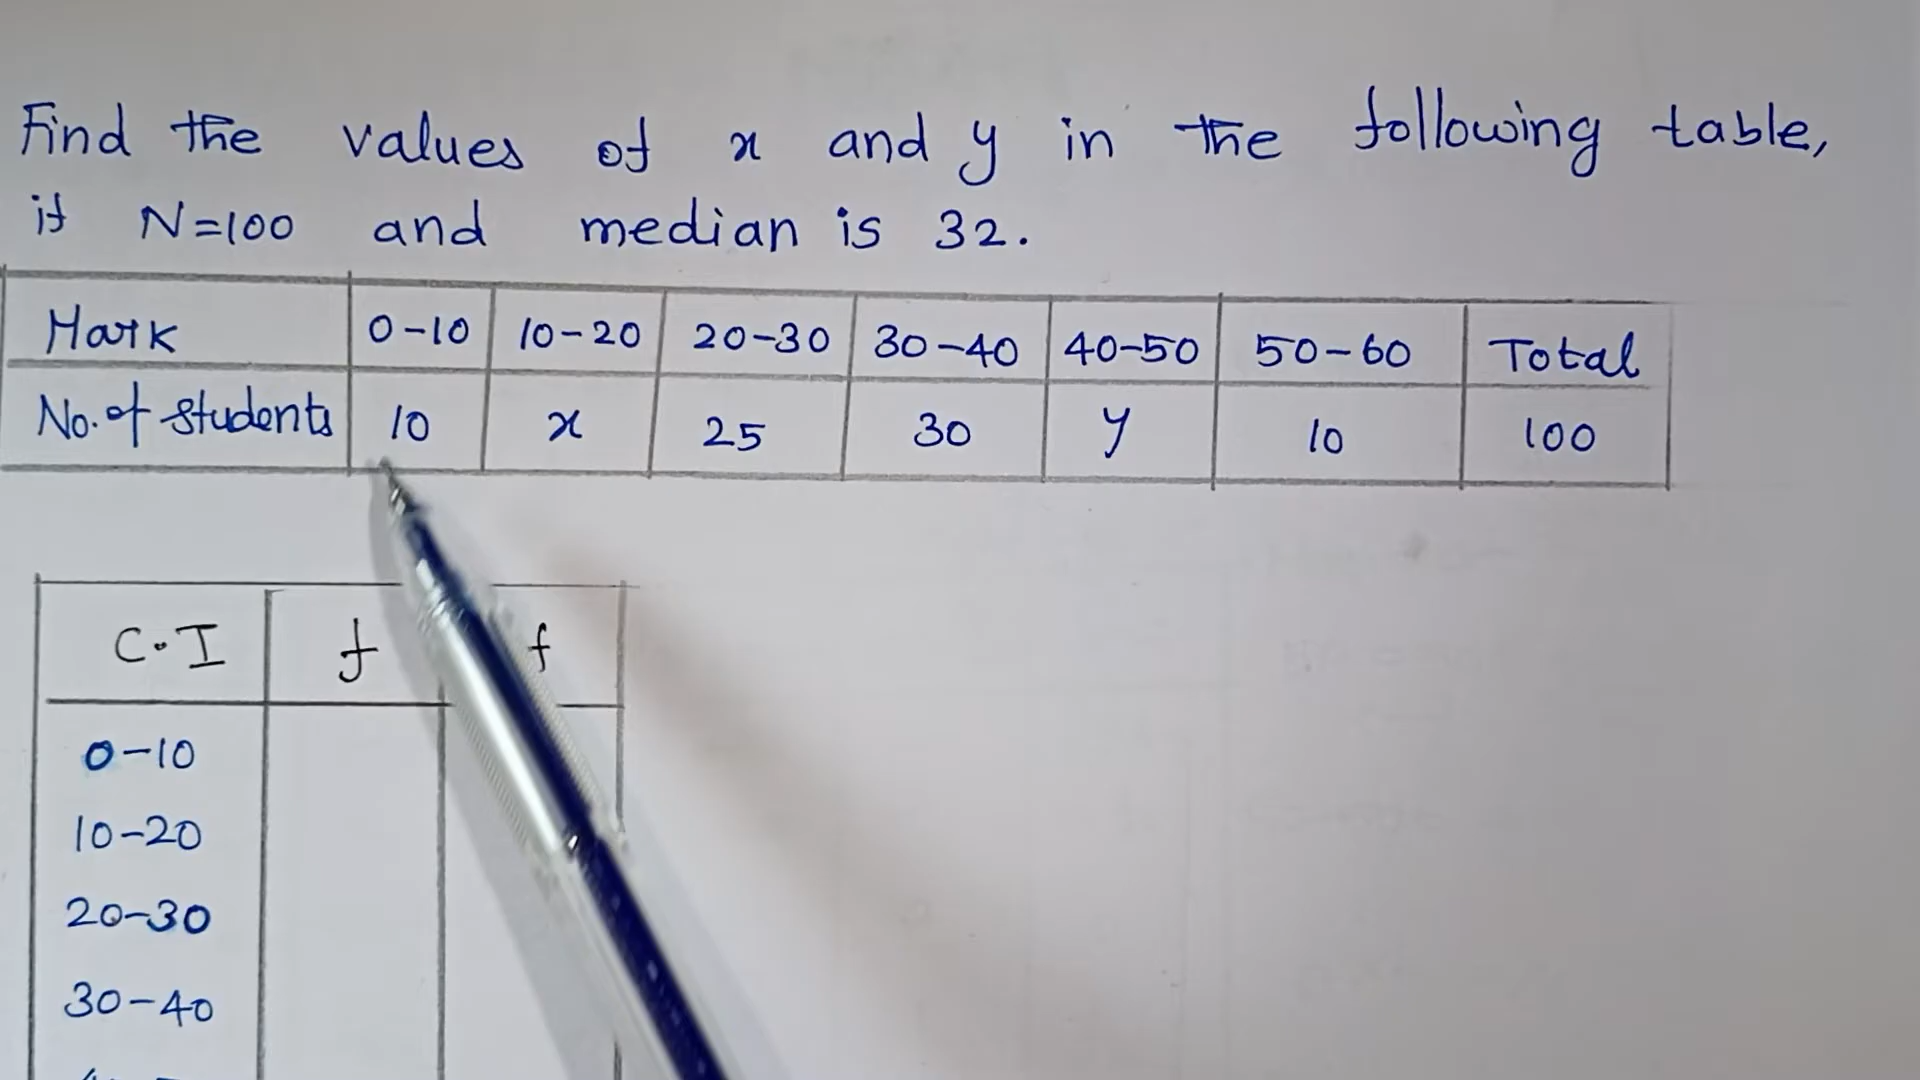 Find the values of x and y in the following table,
if N=100 and median is 32.
Mark 0-10 10-20 20-30 30-40 40-50 50-60 Total
No. of students 10 x 25 30 y 10 100
C.I f f
0-10
10-20
20-30
30-40